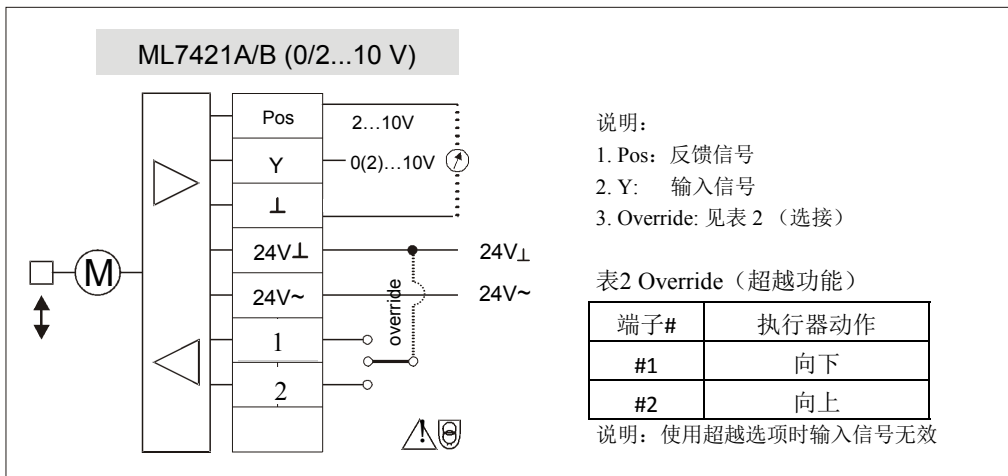 ML7421A/B (0/2...10 V)
Pos
2…10V
Y
0(2)…10V
⊥
24V⊥
24V⊥
24V~
24V~
override
1
2
M
说明：
1. Pos：反馈信号
2. Y: 输入信号
3. Override: 见表 2 （选接）
表2 Override（超越功能）
端子# 执行器动作
#1 向下
#2 向上
说明：使用超越选项时输入信号无效